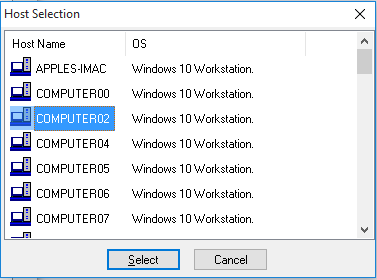 Host Selection
Host Name OS
APPLES-IMAC Windows 10 Workstation.
COMPUTER00 Windows 10 Workstation.
COMPUTER02 Windows 10 Workstation.
COMPUTER04 Windows 10 Workstation.
COMPUTER05 Windows 10 Workstation.
COMPUTER06 Windows 10 Workstation.
COMPUTER07 Windows 10 Workstation.
Select Cancel